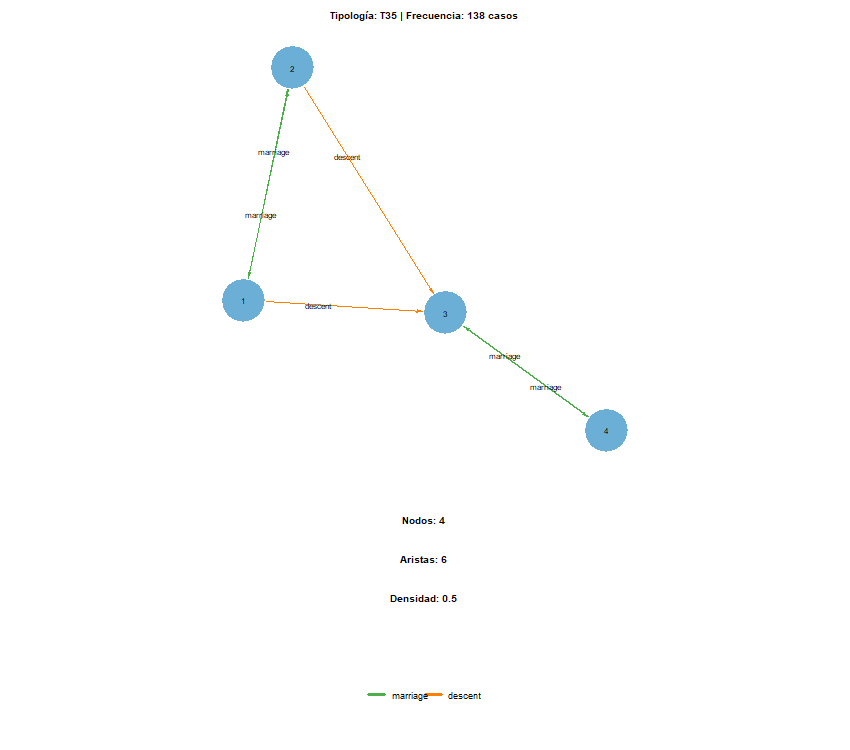 Tipología: T35 | Frecuencia: 138 casos
2
marriage
descent
marriage
1
descent
3
marriage
marriage
4
Nodos: 4
Aristas: 6
Densidad: 0.5
marriage descent